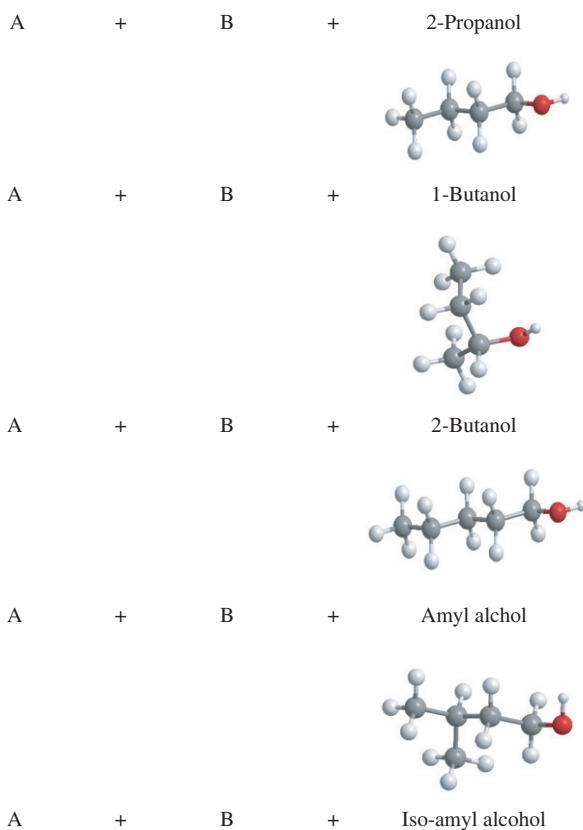 A + B + 2-Propanol
A + B + 1-Butanol
A + B + 2-Butanol
A + B + Amyl alchol
A + B + Iso-amyl alcohol